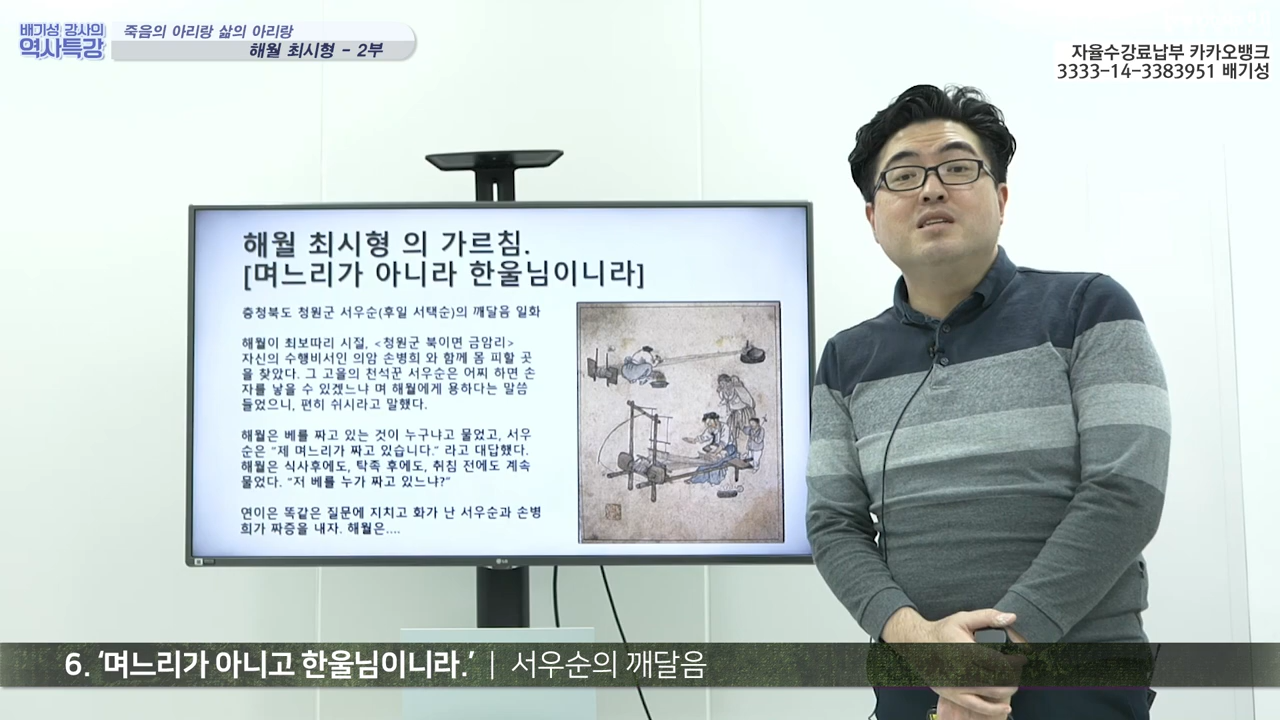 배기성 강사의
역사특강
죽음의 아리랑 삶의 아리랑
해월 최시형 - 2부
자율수강료납부 카카오뱅크
3333-14-3383951 배기성
해월 최시형 의 가르침.
[며느리가 아니라 한울님이니라]
충청북도 청원군 서우순(후일 서택순)의 깨달음 일화
해월이 최보따리 시절, <청원군 북이면 금암리>
자신의 수행비서인 의암 손병희 와 함께 몸 피할 곳
을 찾았다. 그 고을의 천석꾼 서우순은 어찌 하면 손
자를 낳을 수 있겠느냐 며 해월에게 용하다는 말씀
들었으니, 편히 쉬시라고 말했다.
해월은 베를 짜고 있는 것이 누구냐고 물었고, 서우
순은 "제 며느리가 짜고 있습니다." 라고 대답했다.
해월은 식사후에도, 탁족 후에도, 취침 전에도 계속
물었다. "저 베를 누가 짜고 있느냐?"
연이은 똑같은 질문에 지치고 화가 난 서우순과 손병
희가 짜증을 내자. 해월은....
LG
6. ‘며느리가 아니고 한울님이니라.’ | 서우순의 깨달음